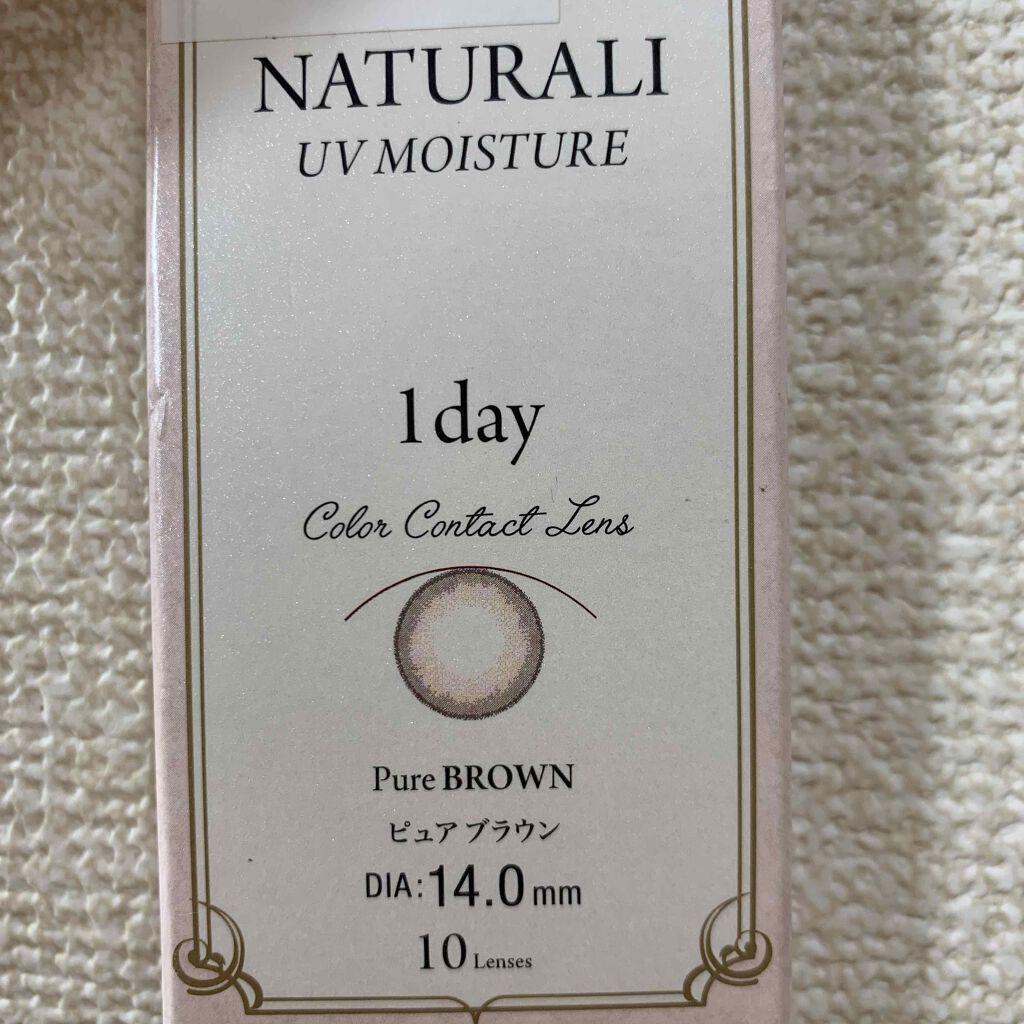 NATURALI
UV MOISTURE
1day
Color Contact Lens
Pure BROWN
ピュア ブラウン
DIA:14.0mm
10 Lenses